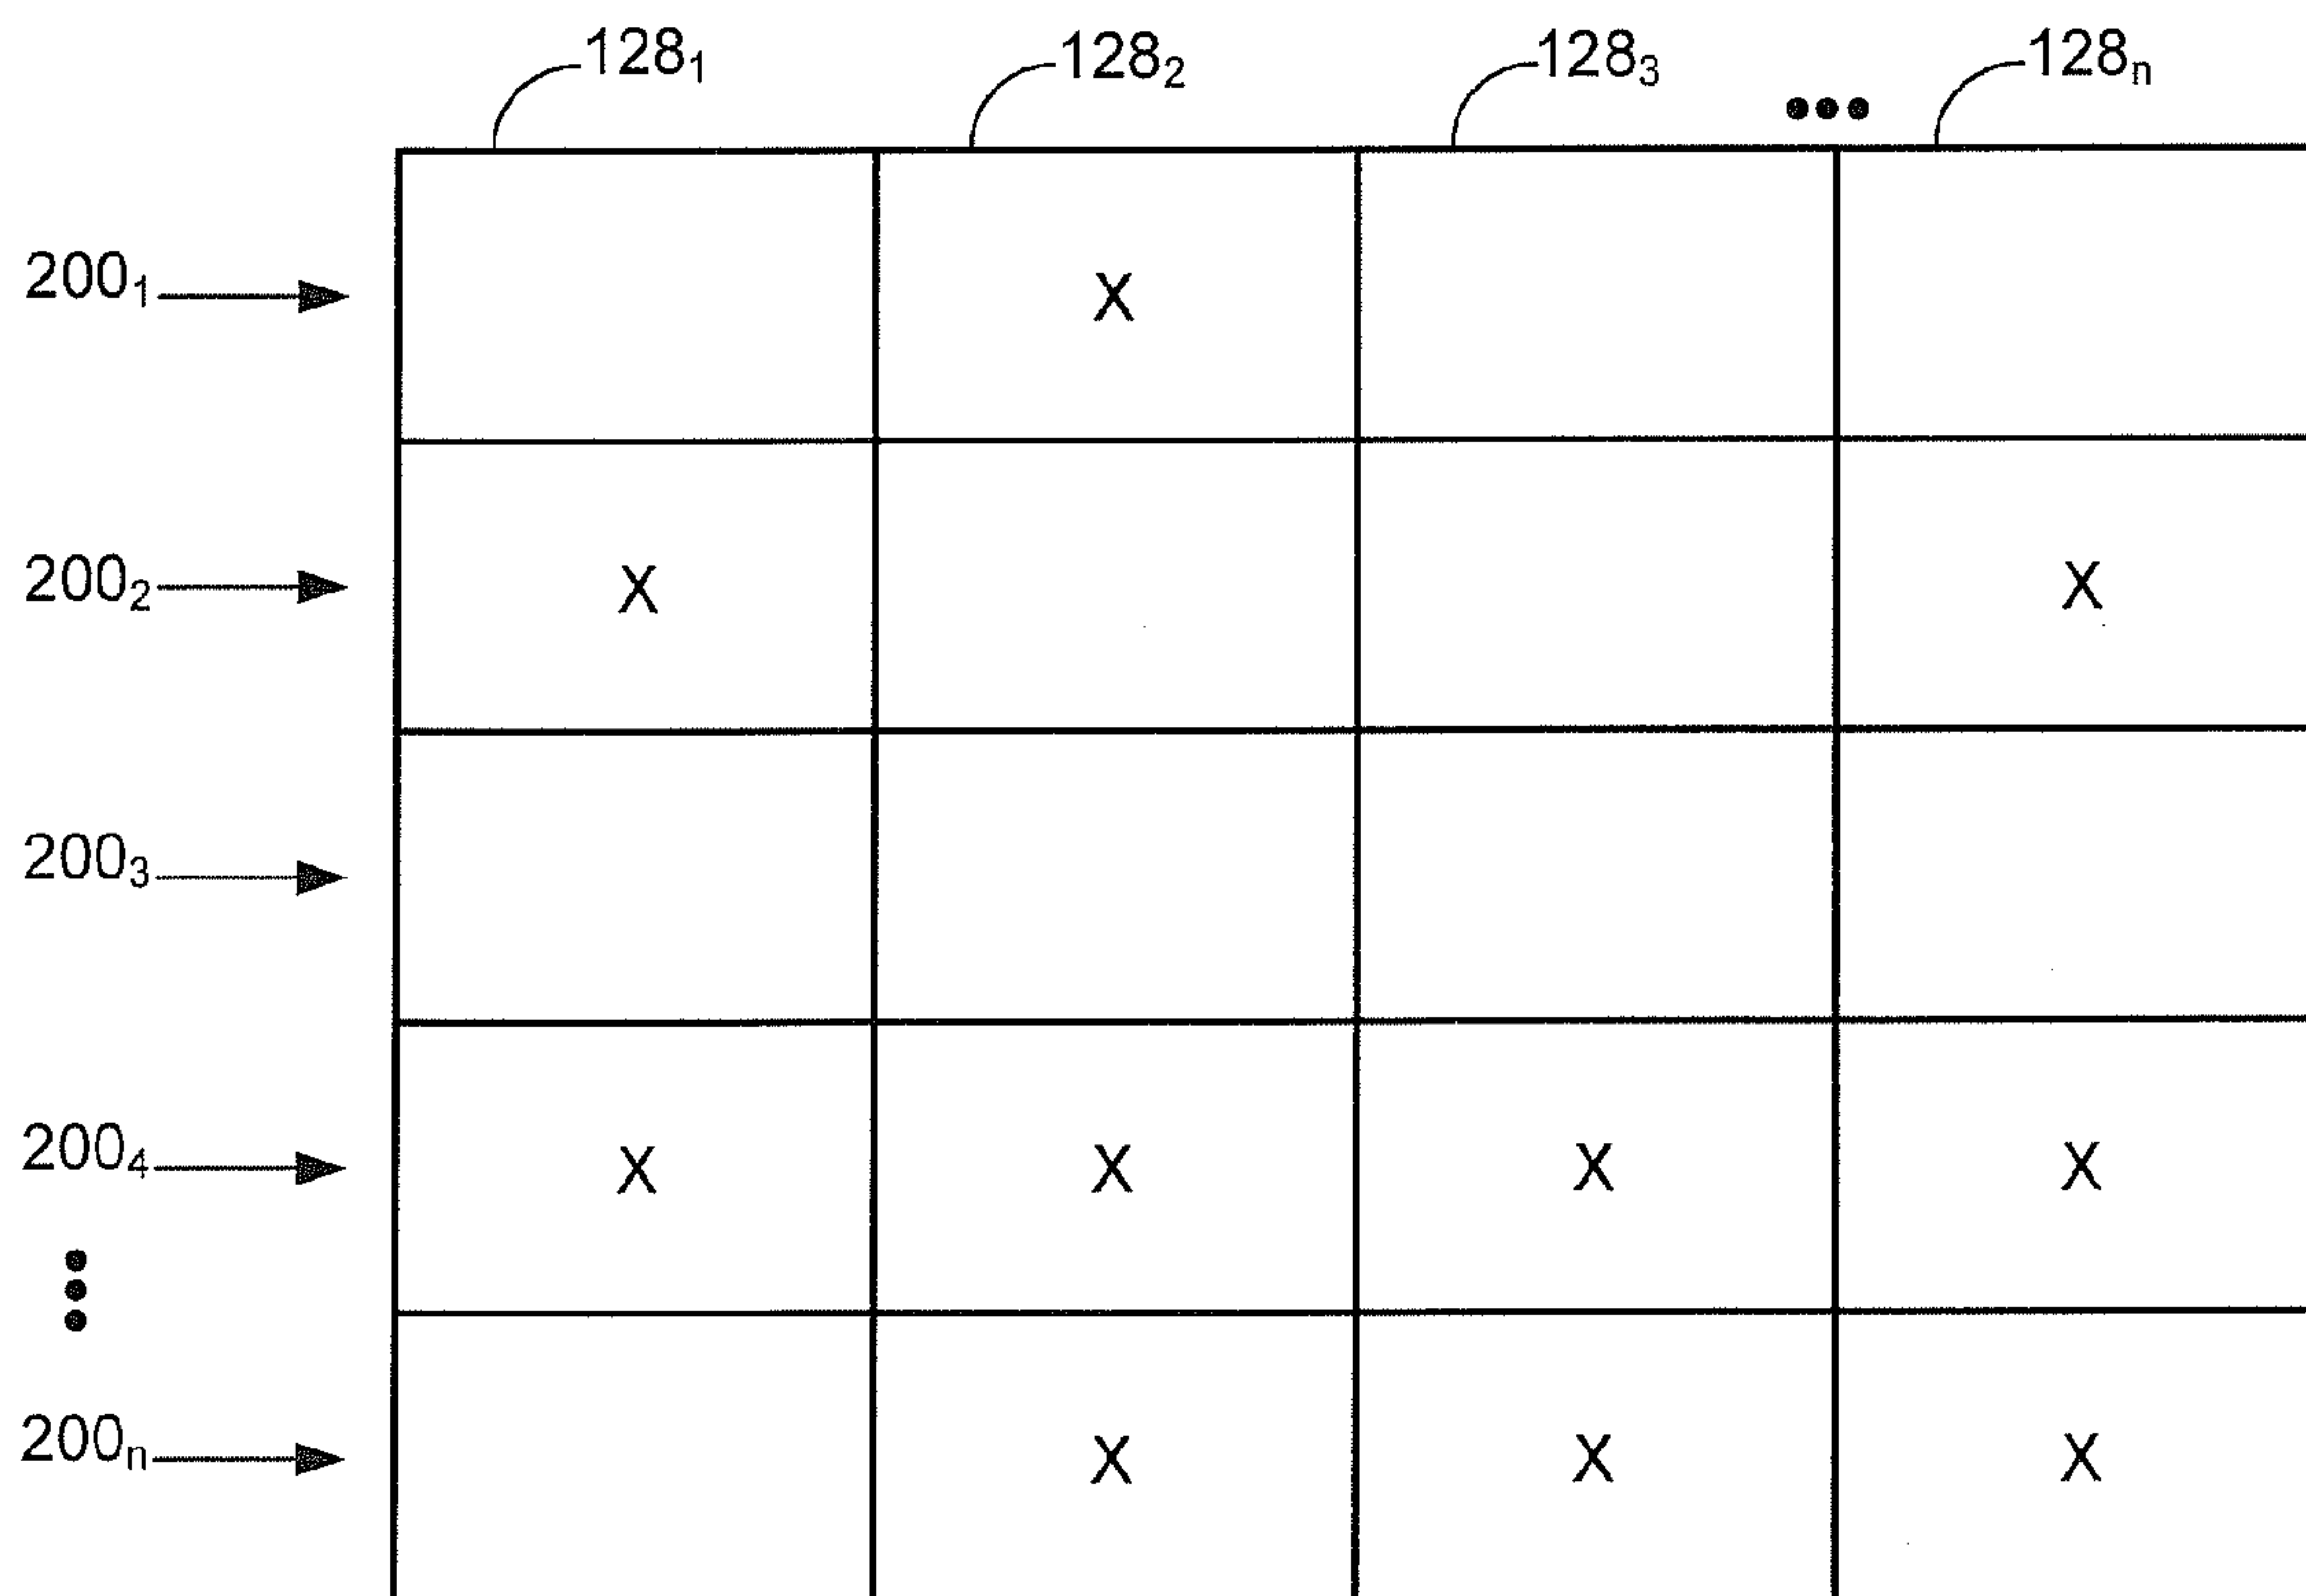 128₁ 128₂ 128₃ ••• 128ₙ
200₁ X
200₂ X X
200₃
200₄ X X X X
200ₙ X X X